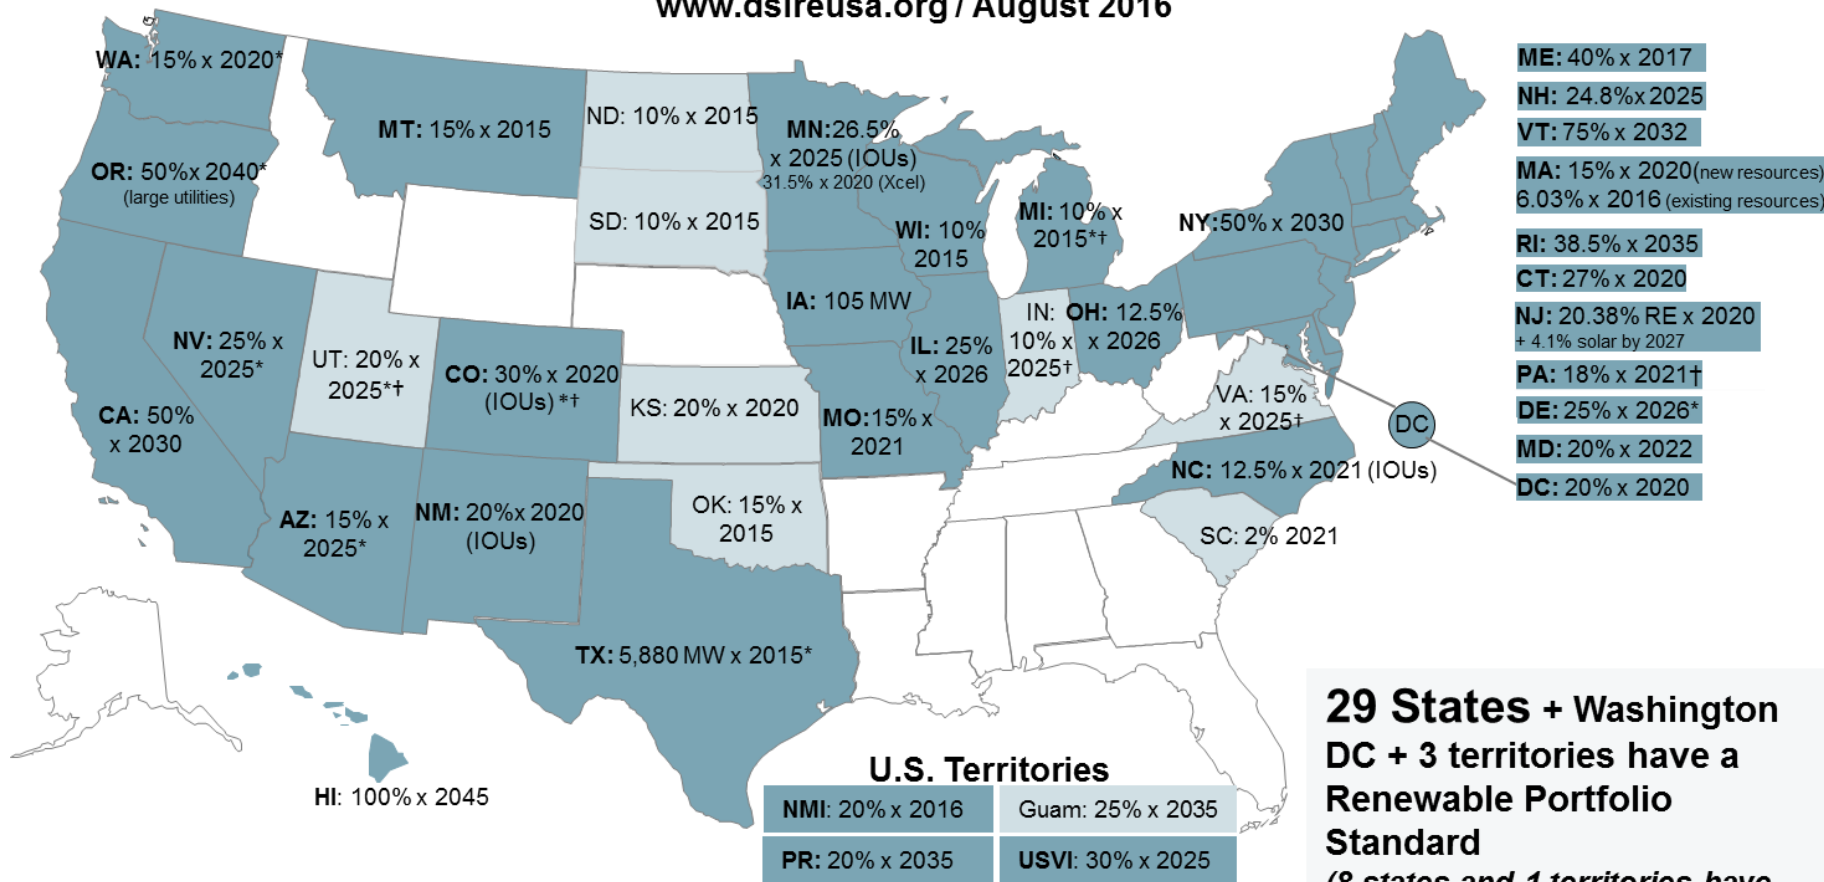 www.dsireusa.org / August 2016
WA: 15% x 2020*
MT: 15% x 2015
ND: 10% x 2015
MN:26.5%
x 2025 (IOUs)
31.5% x 2020 (Xcel)
OR: 50%x 2040*
(large utilities)
SD: 10% x 2015
WI: 10%
2015
MI: 10% x
2015*†
NY:50% x 2030
NV: 25% x
2025*
UT: 20% x
2025*†
CO: 30% x 2020
(IOUs) *†
IA: 105 MW
IL: 25%
x 2026
IN:
10% x
2025†
OH: 12.5%
x 2026
CA: 50%
x 2030
KS: 20% x 2020
MO:15% x
2021
VA: 15%
x 2025†
DC
NC: 12.5% x 2021 (IOUs)
AZ: 15% x
2025*
NM: 20%x 2020
(IOUs)
OK: 15% x
2015
SC: 2% 2021
TX: 5,880 MW x 2015*
HI: 100% x 2045
ME: 40% x 2017
NH: 24.8%x 2025
VT: 75% x 2032
MA: 15% x 2020(new resources)
6.03% x 2016 (existing resources)
RI: 38.5% x 2035
CT: 27% x 2020
NJ: 20.38% RE x 2020
+ 4.1% solar by 2027
PA: 18% x 2021†
DE: 25% x 2026*
MD: 20% x 2022
DC: 20% x 2020
U.S. Territories
NMI: 20% x 2016
Guam: 25% x 2035
PR: 20% x 2035
USVI: 30% x 2025
29 States + Washington
DC + 3 territories have a
Renewable Portfolio
Standard
(8 states and 1 territories have